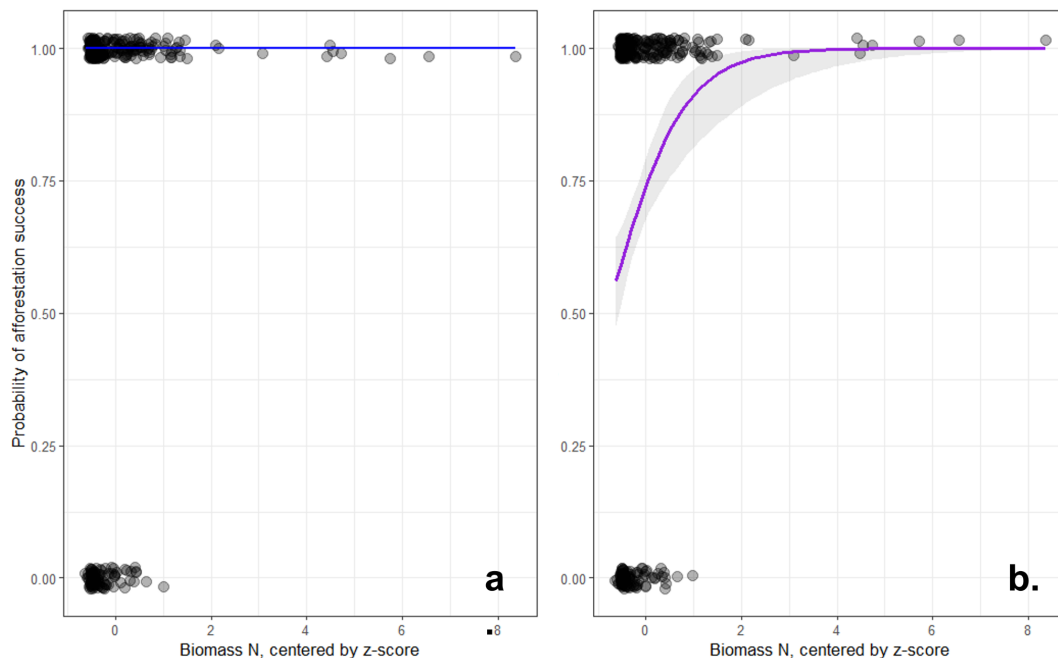 Probability of afforestation success
1.00
0.75
0.50
0.25
0.00
0 2 4 6 8
Biomass N, centered by z-score
a
1.00
0.75
0.50
0.25
0.00
0 2 4 6 8
Biomass N, centered by z-score
b.